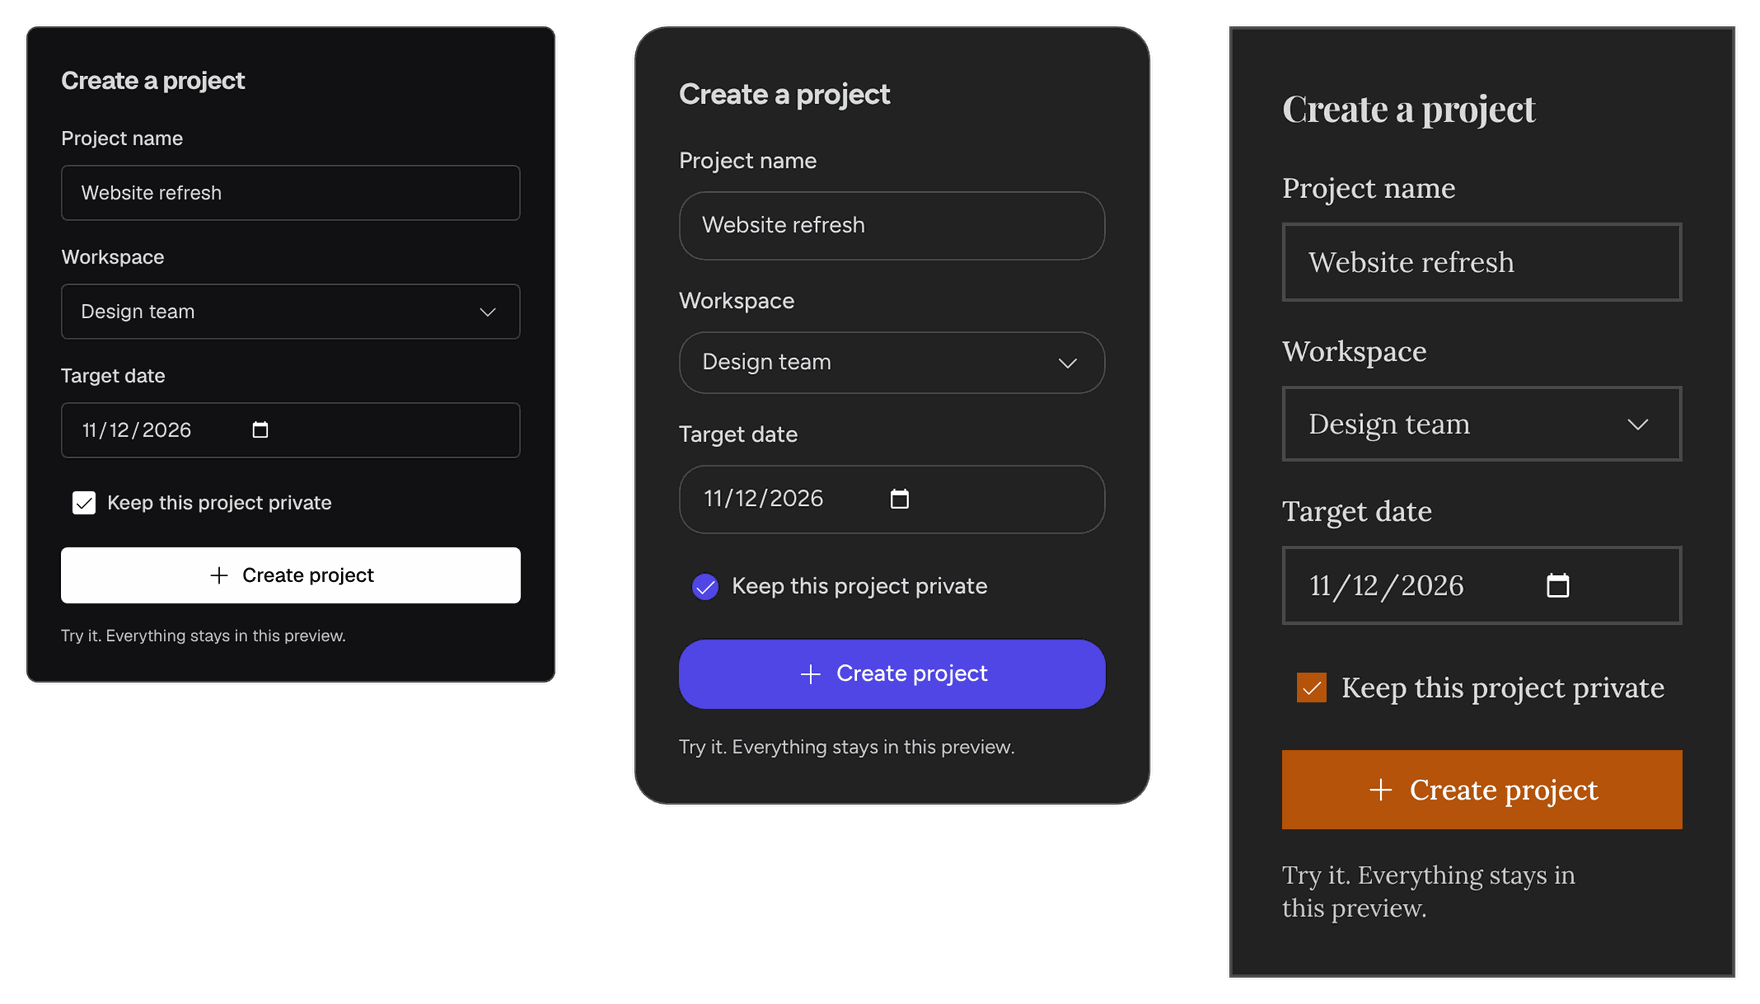 Create a project
Project name
Website refresh
Workspace
Design team
Target date
11/12/2026
Keep this project private
Create project
Try it. Everything stays in this preview.
Create a project
Project name
Website refresh
Workspace
Design team
Target date
11/12/2026
Keep this project private
Create project
Try it. Everything stays in this preview.
Create a project
Project name
Website refresh
Workspace
Design team
Target date
11/12/2026
Keep this project private
Create project
Try it. Everything stays in
this preview.